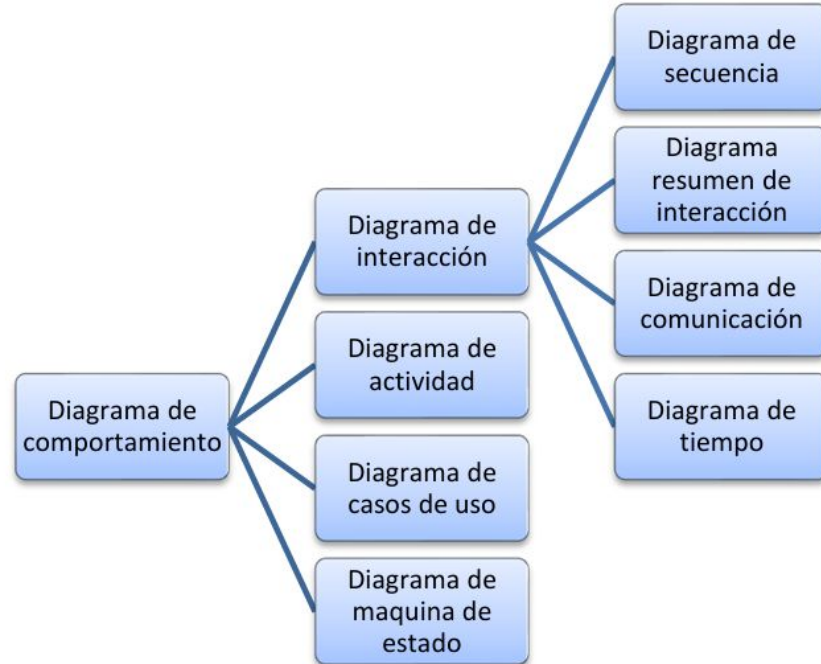 Diagrama de
comportamiento
Diagrama de
interacción
Diagrama de
actividad
Diagrama de
casos de uso
Diagrama de
maquina de
estado
Diagrama de
secuencia
Diagrama
resumen de
interacción
Diagrama de
comunicación
Diagrama de
tiempo